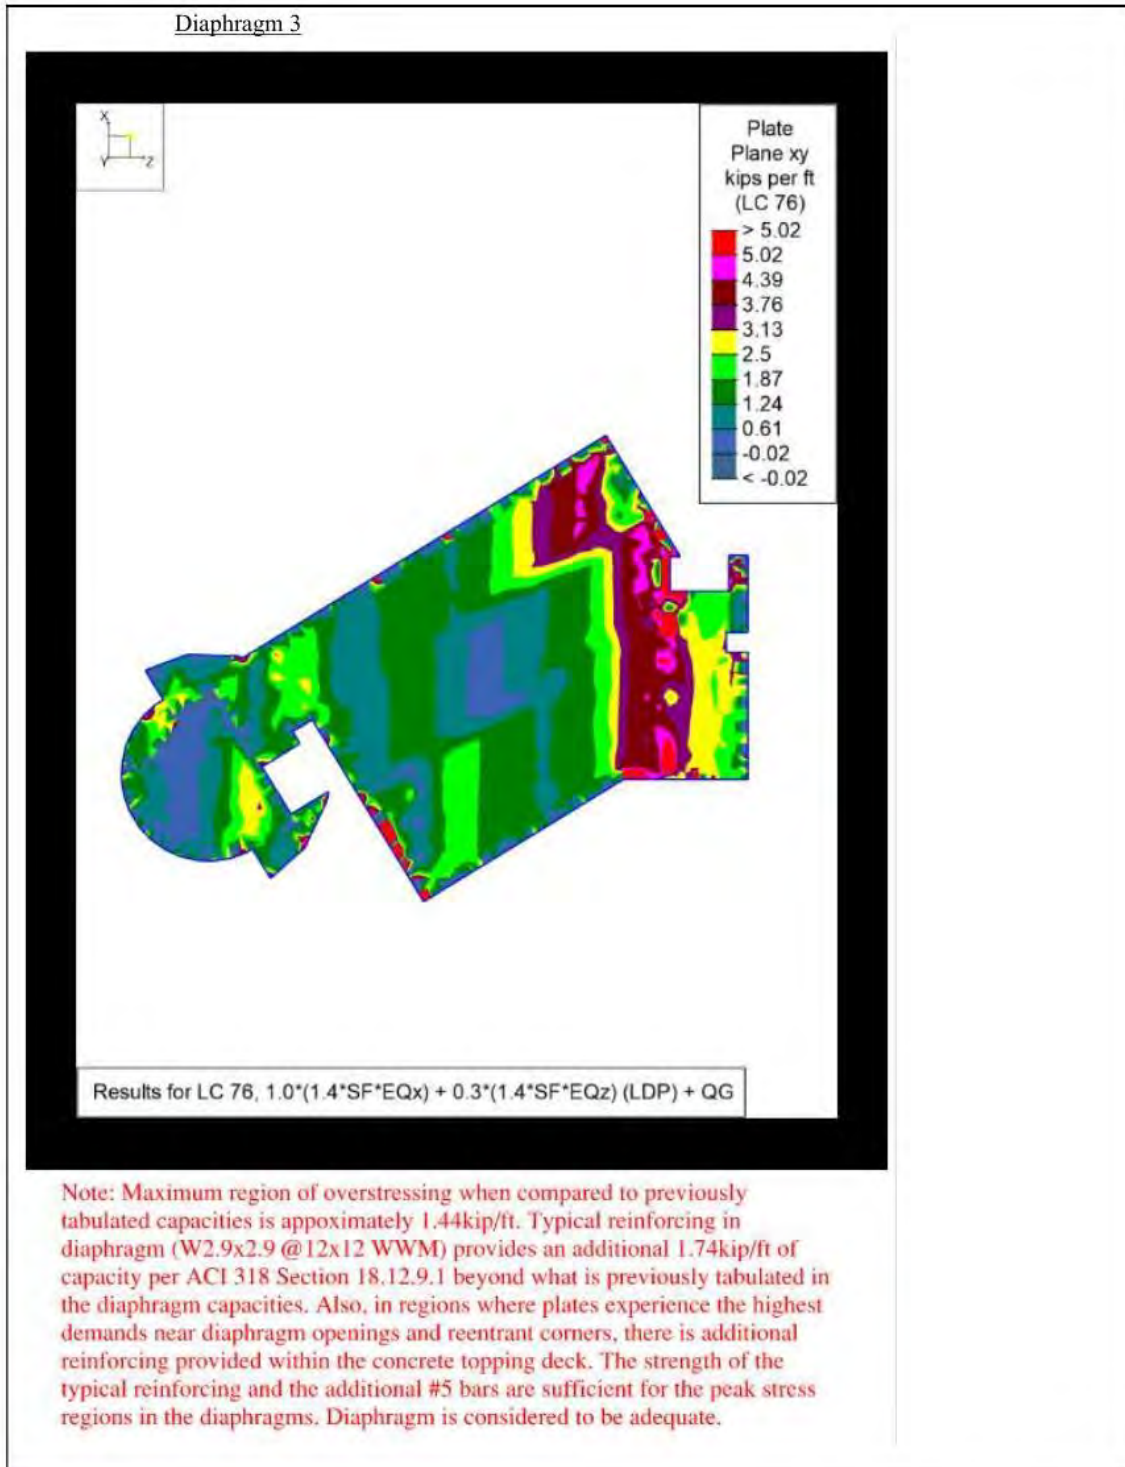 Diaphragm 3
X
Y
Z
Plate
Plane xy
kips per ft
(LC 76)
> 5.02
5.02
4.39
3.76
3.13
2.5
1.87
1.24
0.61
-0.02
< -0.02
Results for LC 76, 1.0*(1.4*SF*EQx) + 0.3*(1.4*SF*EQz) (LDP) + QG
Note: Maximum region of overstressing when compared to previously
tabulated capacities is appoximately 1.44kip/ft. Typical reinforcing in
diaphragm (W2.9x2.9 @12x12 WWM) provides an additional 1.74kip/ft of
capacity per ACI 318 Section 18.12.9.1 beyond what is previously tabulated in
the diaphragm capacities. Also, in regions where plates experience the highest
demands near diaphragm openings and reentrant corners, there is additional
reinforcing provided within the concrete topping deck. The strength of the
typical reinforcing and the additional #5 bars are sufficient for the peak stress
regions in the diaphragms. Diaphragm is considered to be adequate.